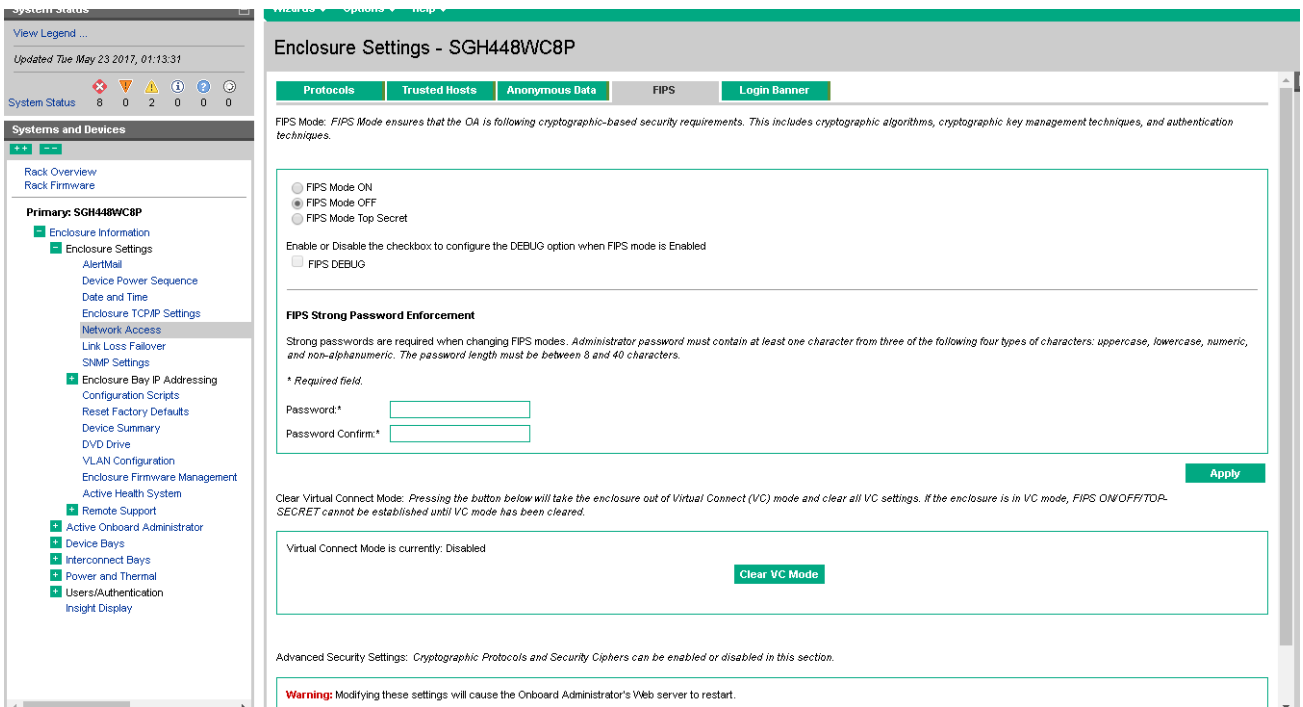 System Status
Wizards Options Help
View Legend ...
Updated Tue May 23 2017, 01:13:31
System Status 8 0 2 0 0 0
Systems and Devices
Rack Overview
Rack Firmware
Primary: SGH448WC8P
Enclosure Information
Enclosure Settings
AlertMail
Device Power Sequence
Date and Time
Enclosure TCP/IP Settings
Network Access
Link Loss Failover
SNMP Settings
Enclosure Bay IP Addressing
Configuration Scripts
Reset Factory Defaults
Device Summary
DVD Drive
VLAN Configuration
Enclosure Firmware Management
Active Health System
Remote Support
Active Onboard Administrator
Device Bays
Interconnect Bays
Power and Thermal
Users/Authentication
Insight Display
Enclosure Settings - SGH448WC8P
Protocols Trusted Hosts Anonymous Data FIPS Login Banner
FIPS Mode: FIPS Mode ensures that the OA is following cryptographic-based security requirements. This includes cryptographic algorithms, cryptographic key management techniques, and authentication
techniques.
FIPS Mode ON
FIPS Mode OFF
FIPS Mode Top Secret
Enable or Disable the checkbox to configure the DEBUG option when FIPS mode is Enabled
FIPS DEBUG
FIPS Strong Password Enforcement
Strong passwords are required when changing FIPS modes. Administrator password must contain at least one character from three of the following four types of characters: uppercase, lowercase, numeric,
and non-alphanumeric. The password length must be between 8 and 40 characters.
* Required field.
Password:*
Password Confirm:*
Apply
Clear Virtual Connect Mode: Pressing the button below will take the enclosure out of Virtual Connect (VC) mode and clear all VC settings. If the enclosure is in VC mode, FIPS ON/OFF/TOP-
SECRET cannot be established until VC mode has been cleared.
Virtual Connect Mode is currently: Disabled
Clear VC Mode
Advanced Security Settings: Cryptographic Protocols and Security Ciphers can be enabled or disabled in this section.
Warning: Modifying these settings will cause the Onboard Administrator's Web server to restart.